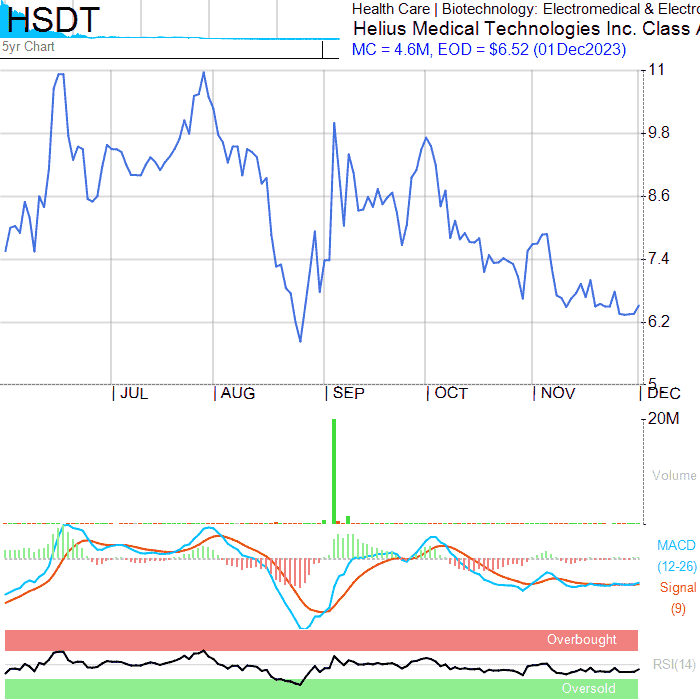 HSDT
5yr Chart
Health Care | Biotechnology: Electromedical & Electro
Helius Medical Technologies Inc. Class A
MC = 4.6M, EOD = $6.52 (01Dec2023)
11
9.8
8.6
7.4
6.2
5
JUL
AUG
SEP
OCT
NOV
DEC
20M
Volume
MACD
(12-26)
Signal
(9)
Overbought
RSI(14)
Oversold